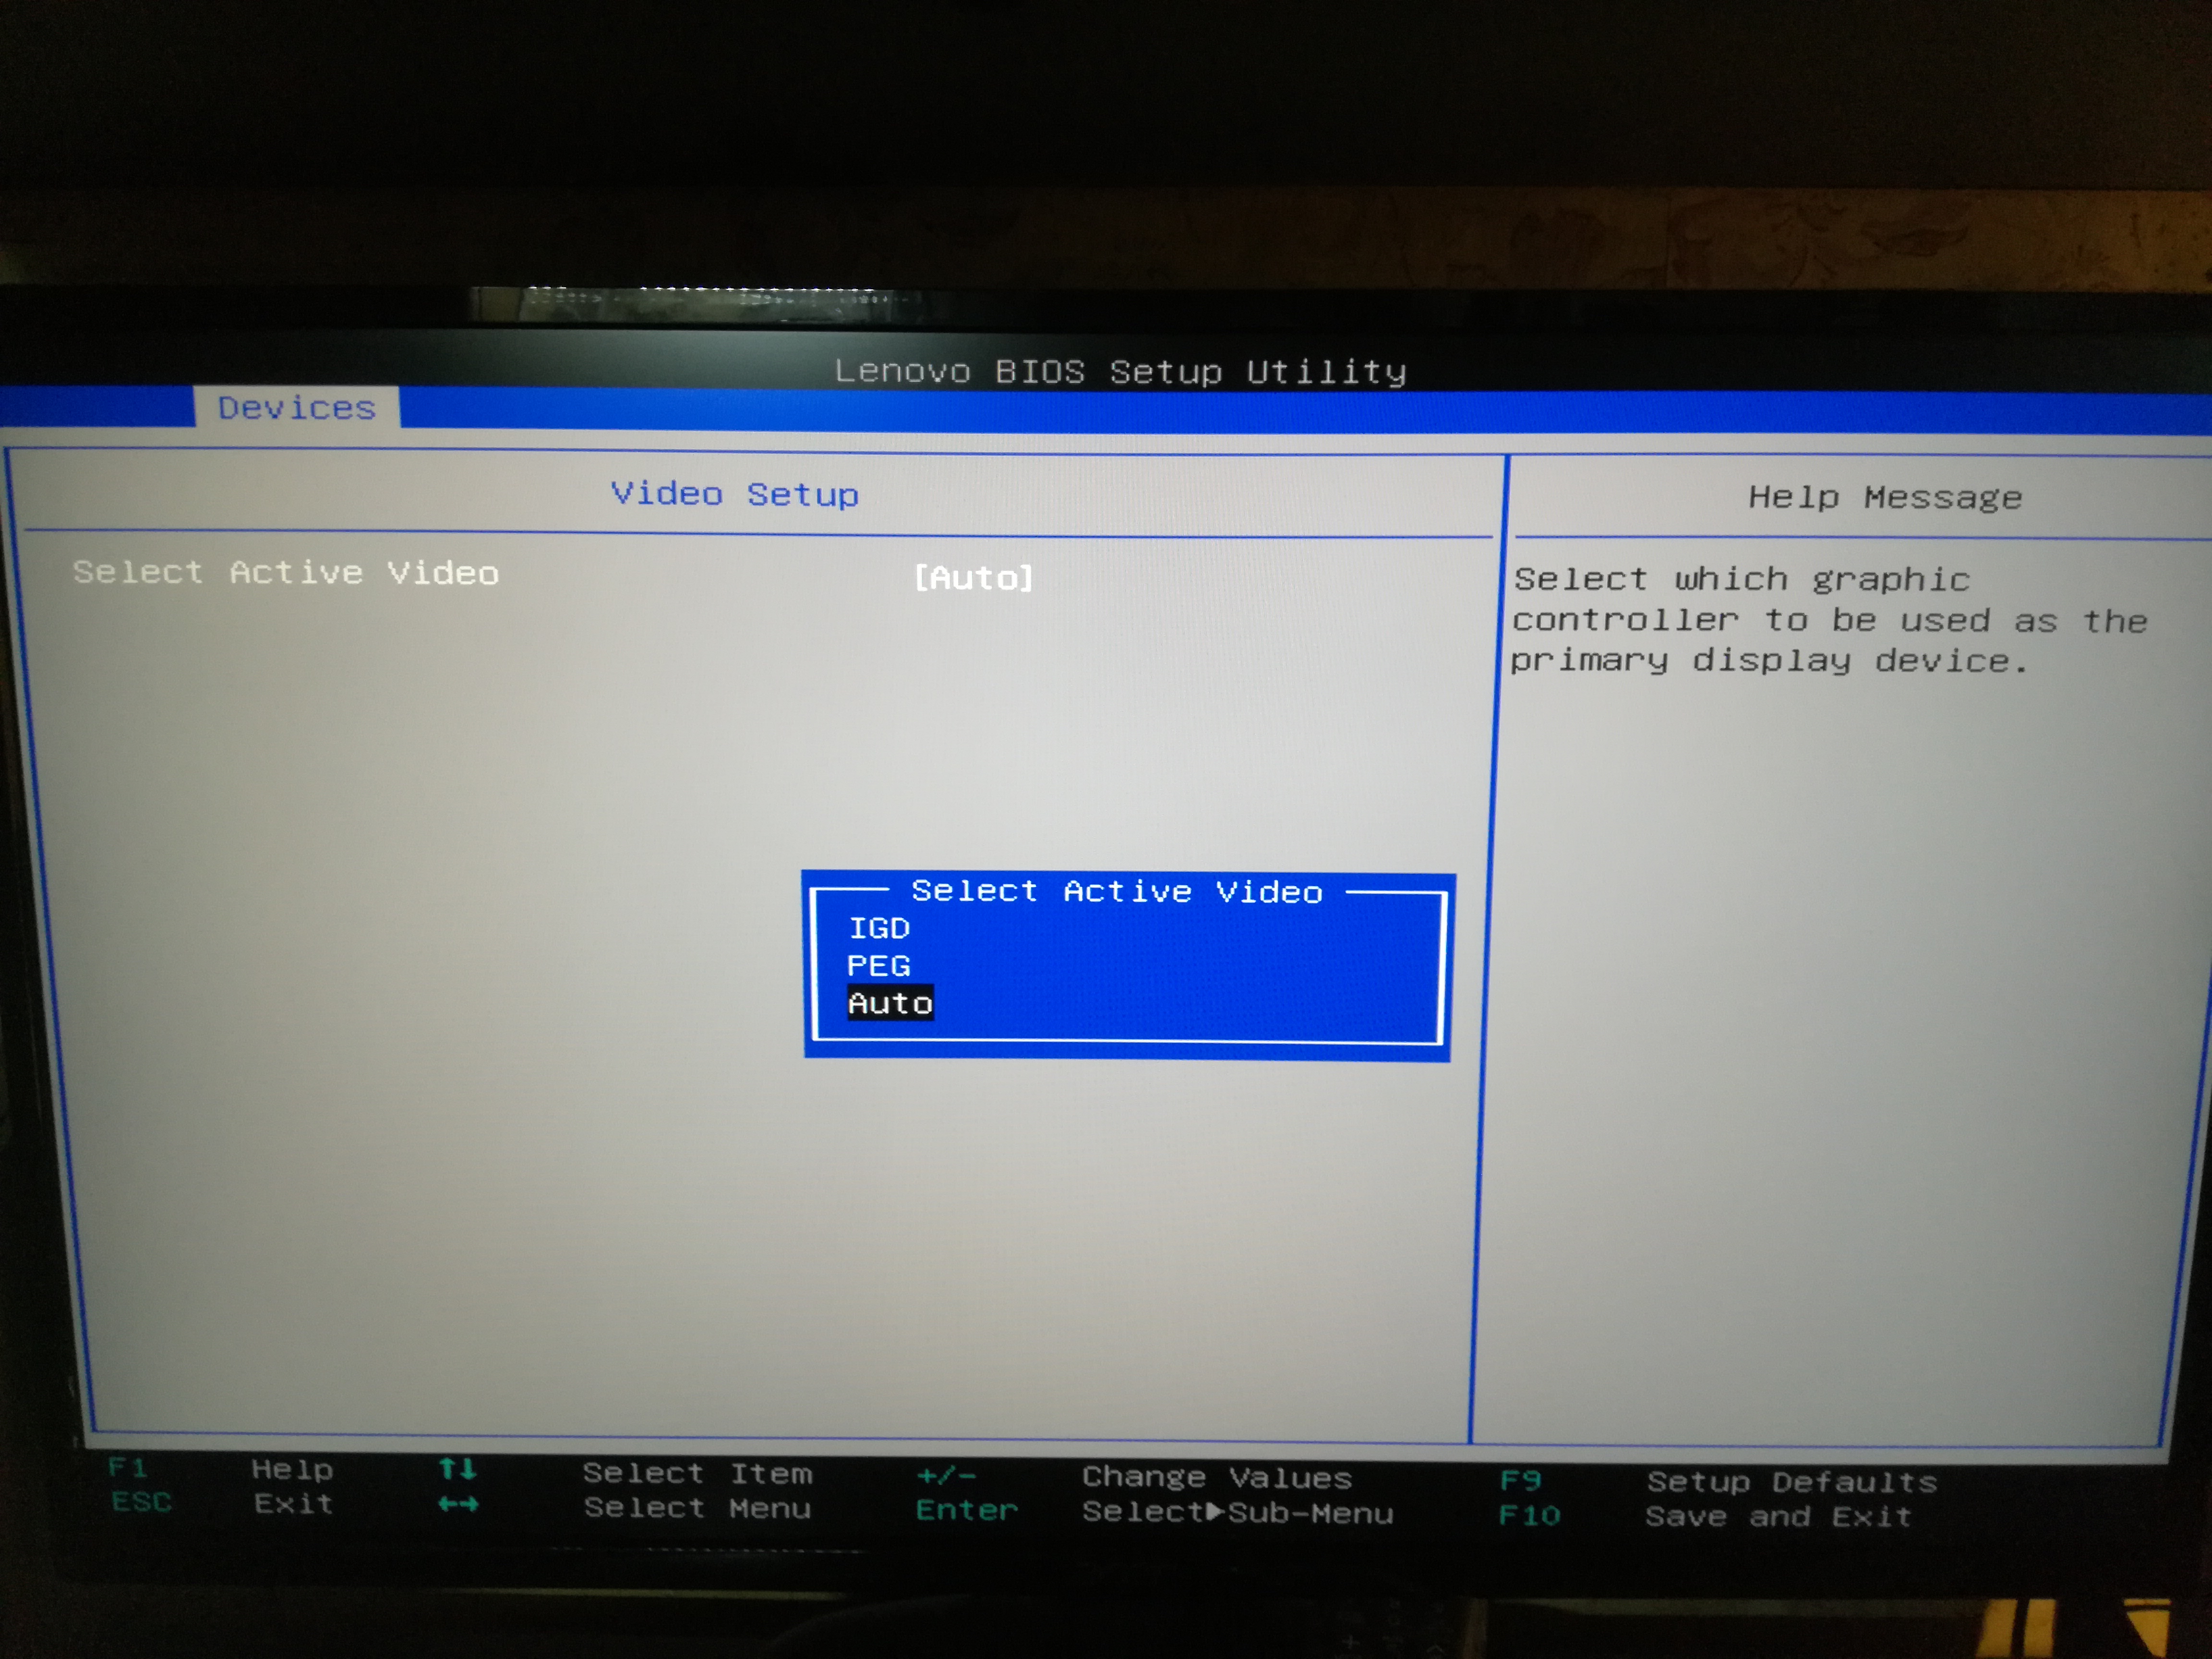 Lenovo BIOS Setup Utility
Devices
Video Setup
Help Message
Select Active Video [Auto]
Select which graphic
controller to be used as the
primary display device.
Select Active Video
IGD
PEG
Auto
F1 Help ↑↓ Select Item +/- Change Values F9 Setup Defaults
ESC Exit ←→ Select Menu Enter Select▶Sub-Menu F10 Save and Exit